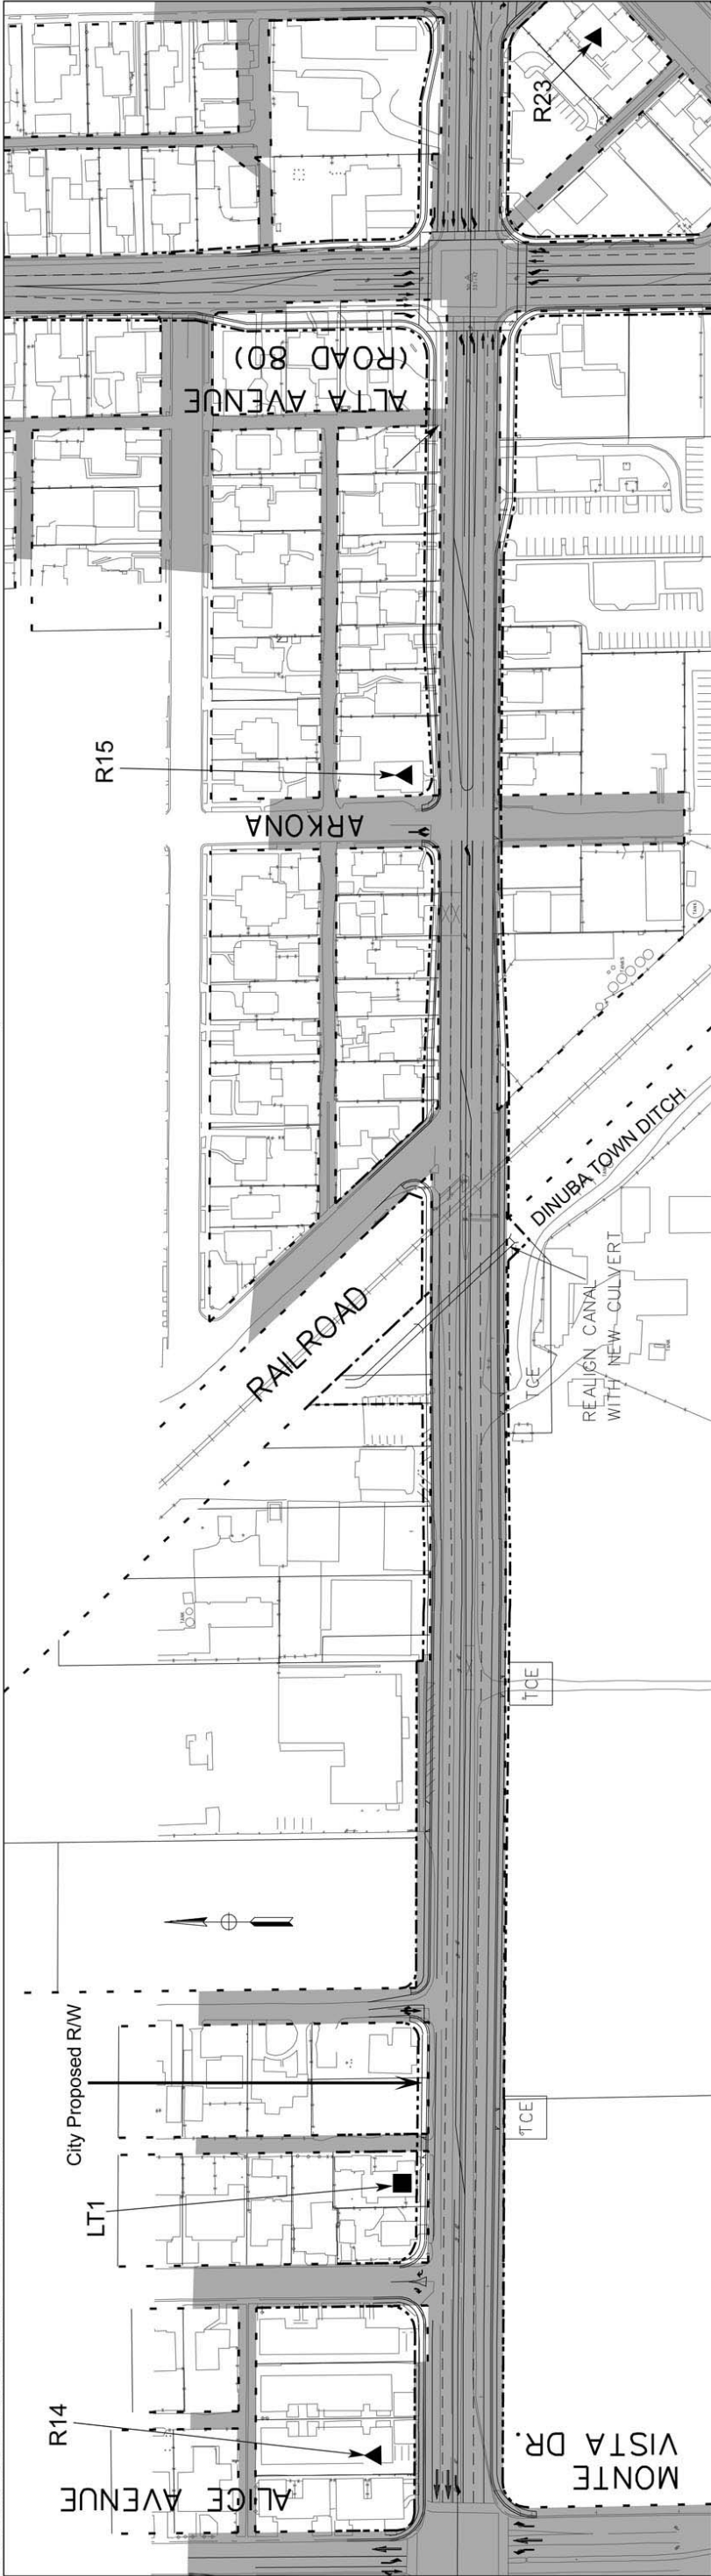 R23
ALTA AVENUE
(ROAD 80)
R15
ARKONA
DINUBA TOWN DITCH
RAILROAD
TCE
REALIGN CANAL
WITH NEW CULVERT
TCE
City Proposed R/W
TCE
LT1
R14
ALICE AVENUE
MONTE
VISTA DR.